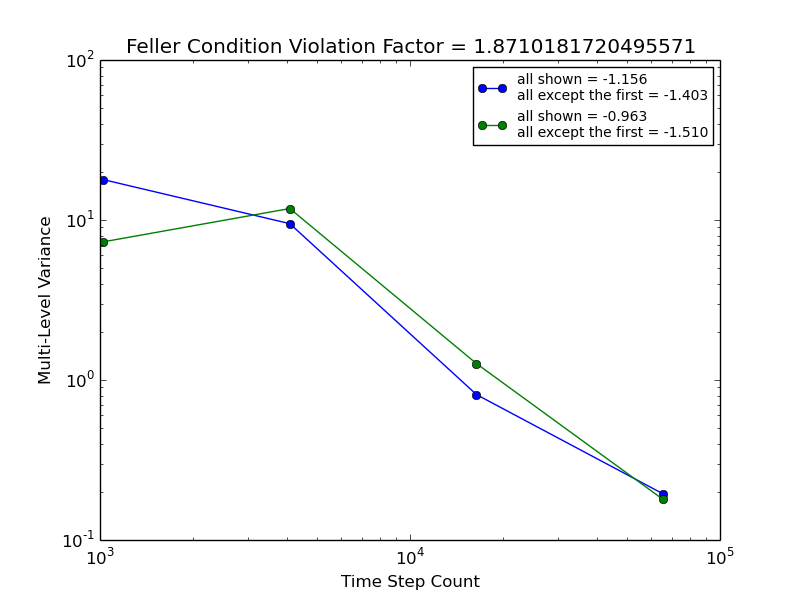 Feller Condition Violation Factor = 1.8710181720495571
all shown = -1.156
all except the first = -1.403
all shown = -0.963
all except the first = -1.510
Multi-Level Variance
10^2
10^1
10^0
10^-1
10^3 10^4 10^5
Time Step Count